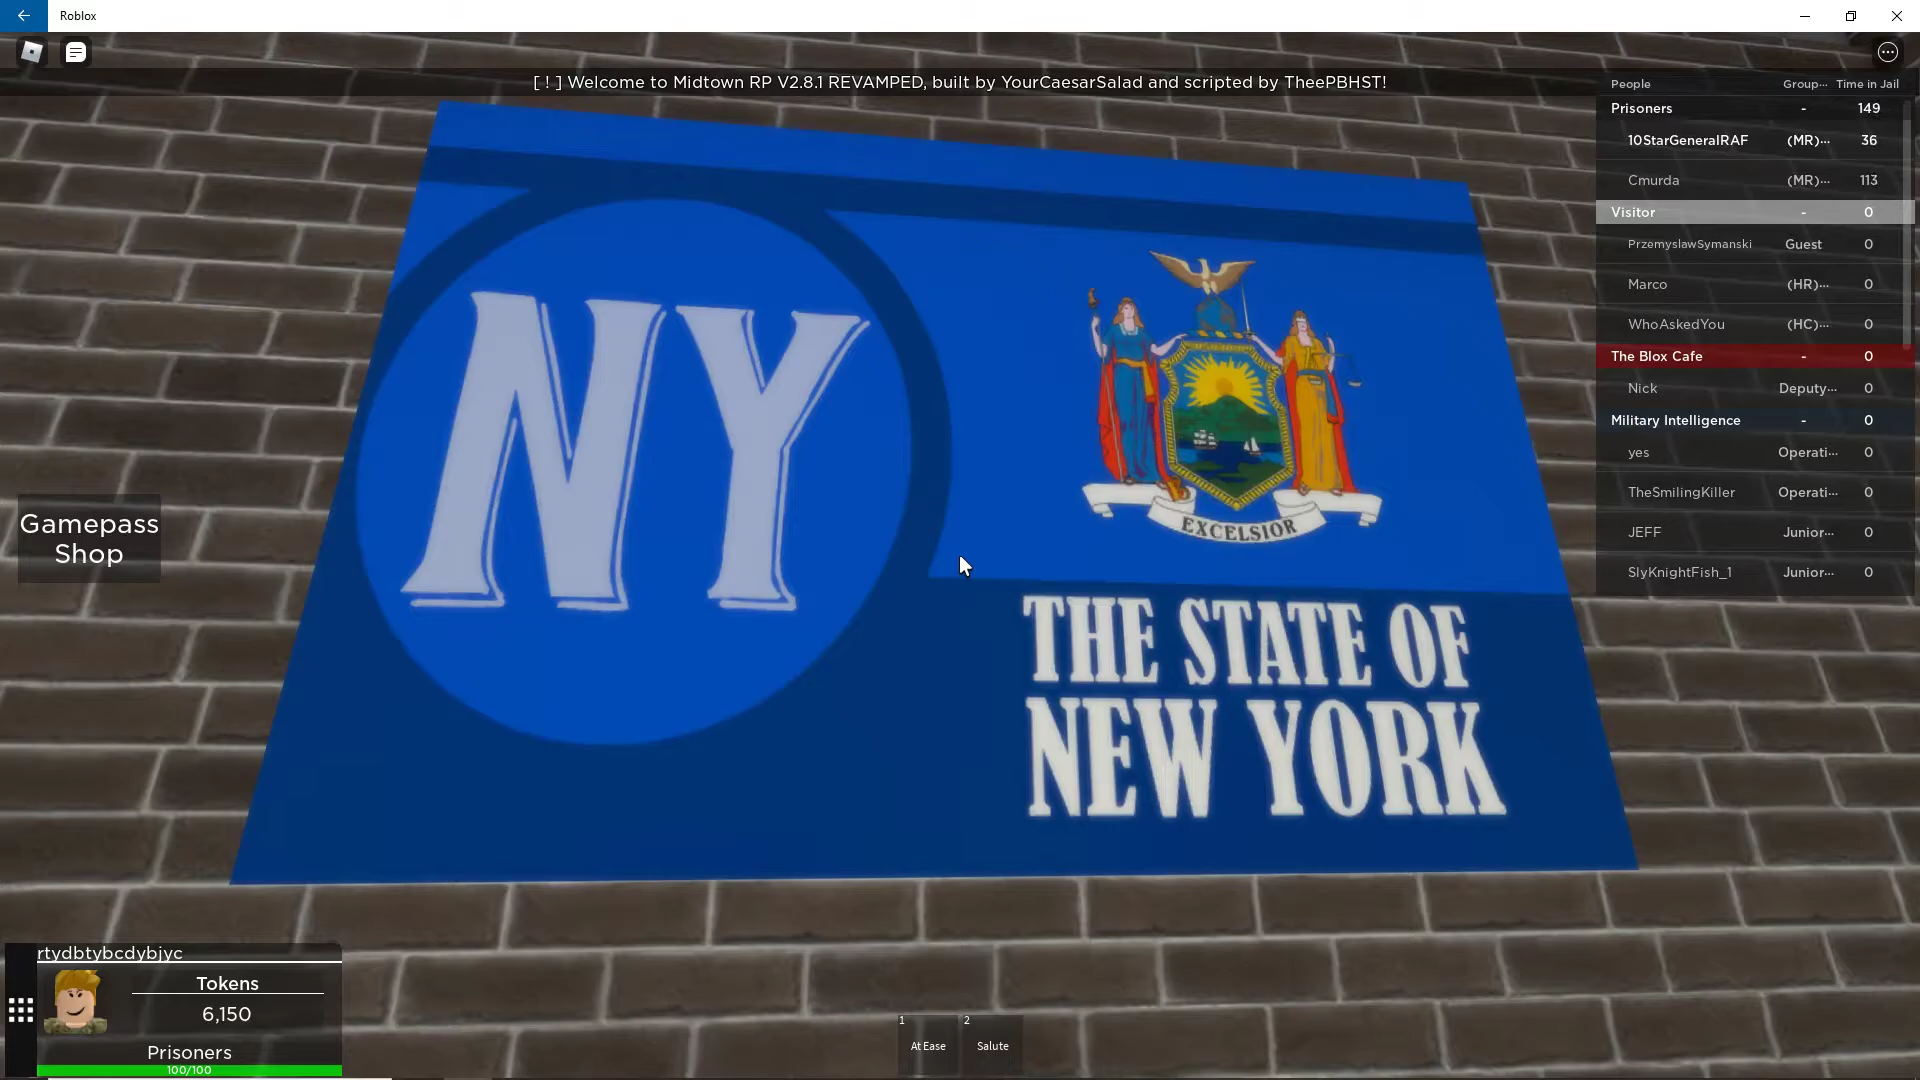 Roblox
[ ! ] Welcome to Midtown RP V2.8.1 REVAMPED, built by YourCaesarSalad and scripted by TheePBHST!
People Group... Time in Jail
Prisoners - 149
10StarGeneralRAF (MR)... 36
Cmurda (MR)... 113
Visitor - 0
PrzemyslawSymanski Guest 0
Marco (HR)... 0
WhoAskedYou (HC)... 0
The Blox Cafe - 0
Nick Deputy... 0
Military Intelligence - 0
yes Operati... 0
TheSmilingKiller Operati... 0
JEFF Junior... 0
SlyKnightFish_1 Junior... 0
NY
EXCELSIOR
THE STATE OF
NEW YORK
Gamepass
Shop
rtydbtybcdybjyc
Tokens
6,150
Prisoners
100/100
1 2
At Ease Salute